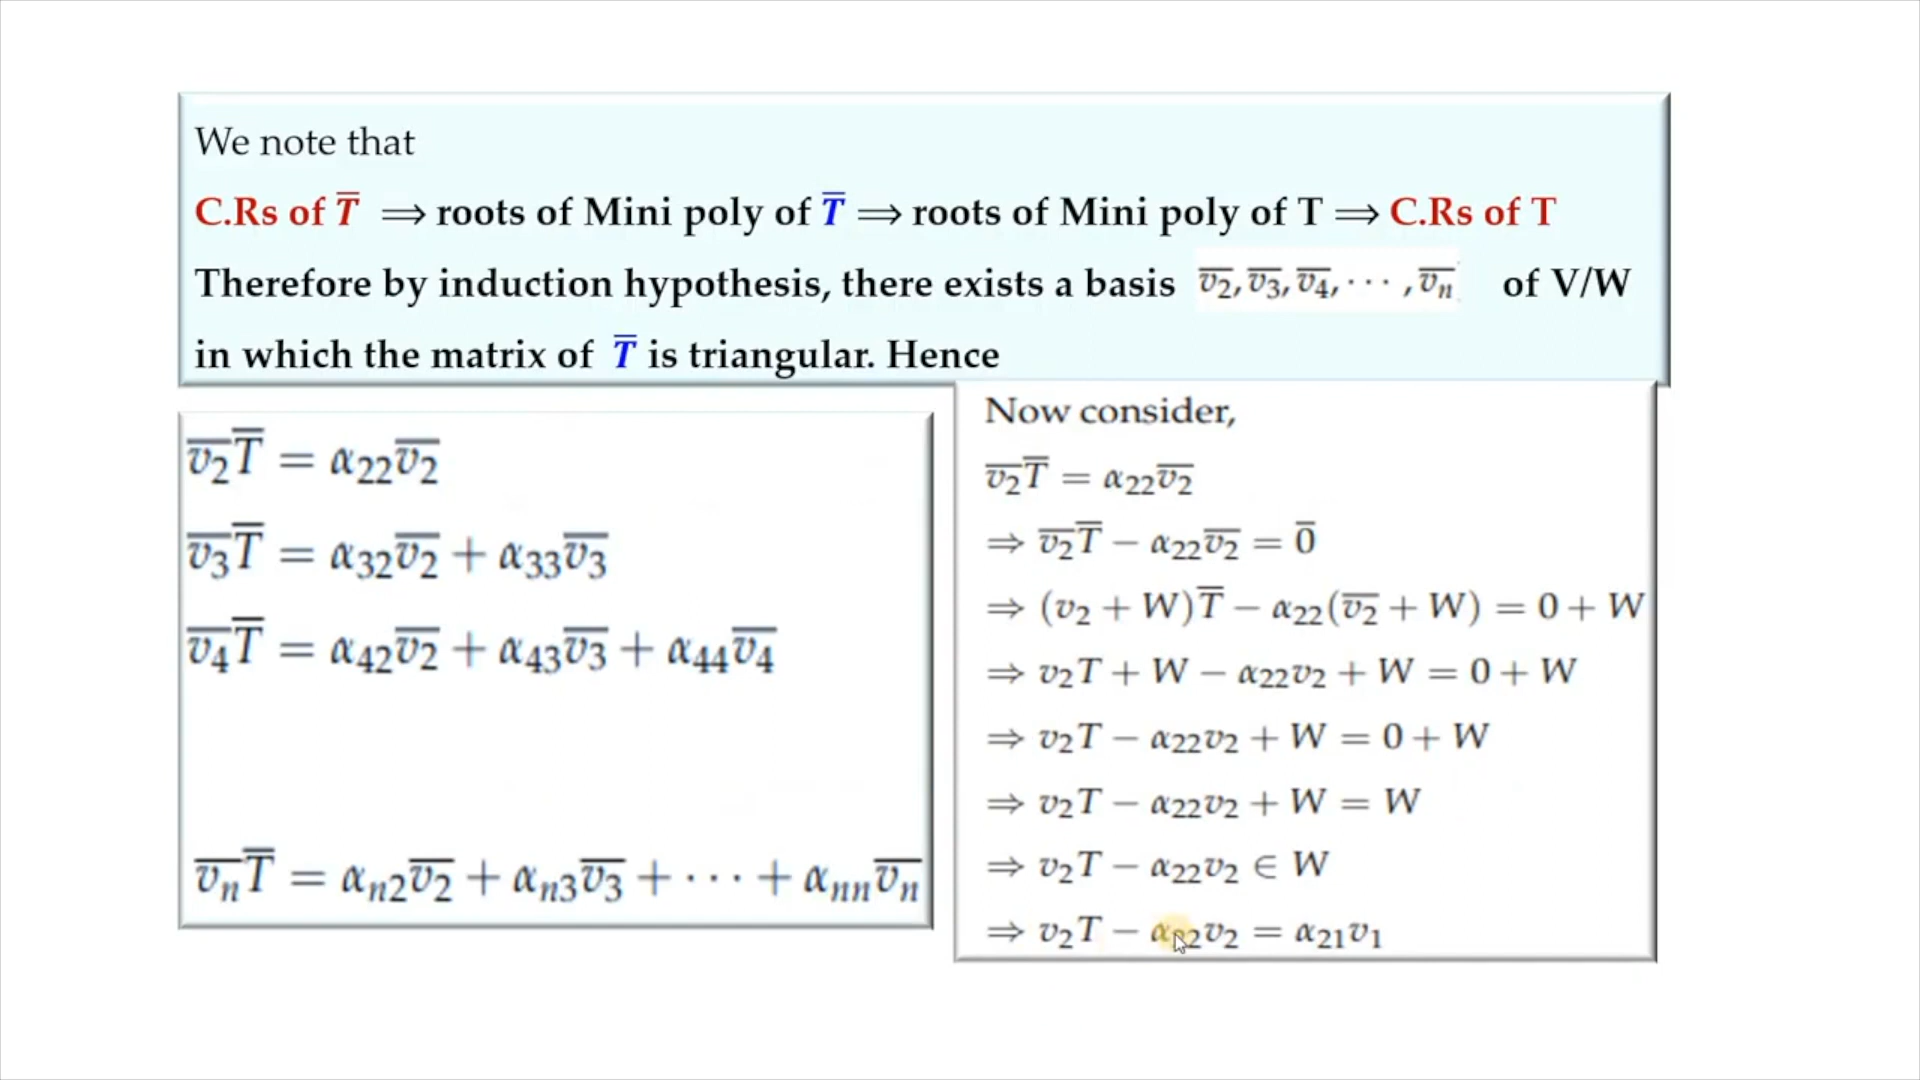 We note that
C.Rs of T̅ ⟹ roots of Mini poly of T̅ ⟹ roots of Mini poly of T ⟹ C.Rs of T
Therefore by induction hypothesis, there exists a basis v̅₂, v̅₃, v̅₄, ⋯ , v̅ₙ of V/W
in which the matrix of T̅ is triangular. Hence
v̅₂T̅ = α₂₂v̅₂
v̅₃T̅ = α₃₂v̅₂ + α₃₃v̅₃
v̅₄T̅ = α₄₂v̅₂ + α₄₃v̅₃ + α₄₄v̅₄
v̅ₙT̅ = αₙ₂v̅₂ + αₙ₃v̅₃ + ⋯ + αₙₙv̅ₙ
Now consider,
v̅₂T̅ = α₂₂v̅₂
⇒ v̅₂T̅ − α₂₂v̅₂ = 0̅
⇒ (v₂ + W)T̅ − α₂₂(v̅₂ + W) = 0 + W
⇒ v₂T + W − α₂₂v₂ + W = 0 + W
⇒ v₂T − α₂₂v₂ + W = 0 + W
⇒ v₂T − α₂₂v₂ + W = W
⇒ v₂T − α₂₂v₂ ∈ W
⇒ v₂T − α₂₂v₂ = α₂₁v₁